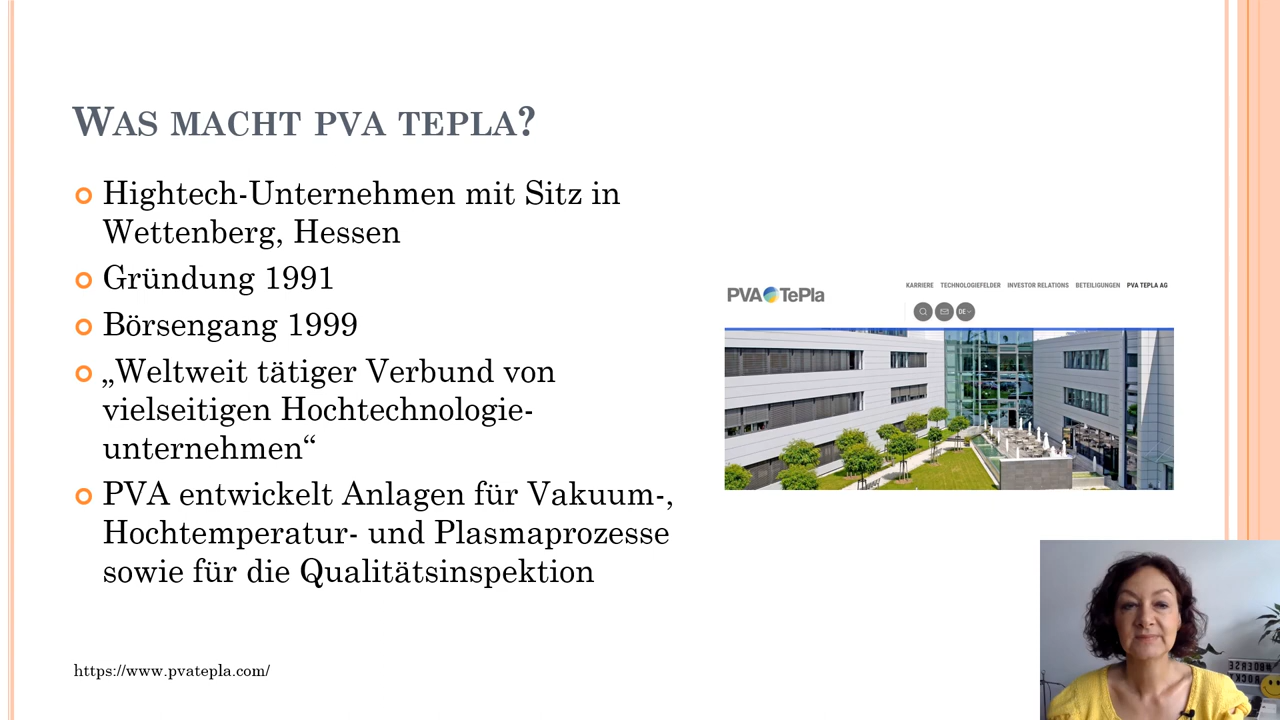 WAS MACHT PVA TEPLA?
Hightech-Unternehmen mit Sitz in
Wettenberg, Hessen
Gründung 1991
Börsengang 1999
„Weltweit tätiger Verbund von
vielseitigen Hochtechnologie-
unternehmen“
PVA entwickelt Anlagen für Vakuum-,
Hochtemperatur- und Plasmaprozesse
sowie für die Qualitätsinspektion
https://www.pvatepla.com/
PVA TePla
KARRIERE TECHNOLOGIEFELDER INVESTOR RELATIONS BETEILIGUNGEN PVA TEPLA AG
DE
#BOERSE
ROCK